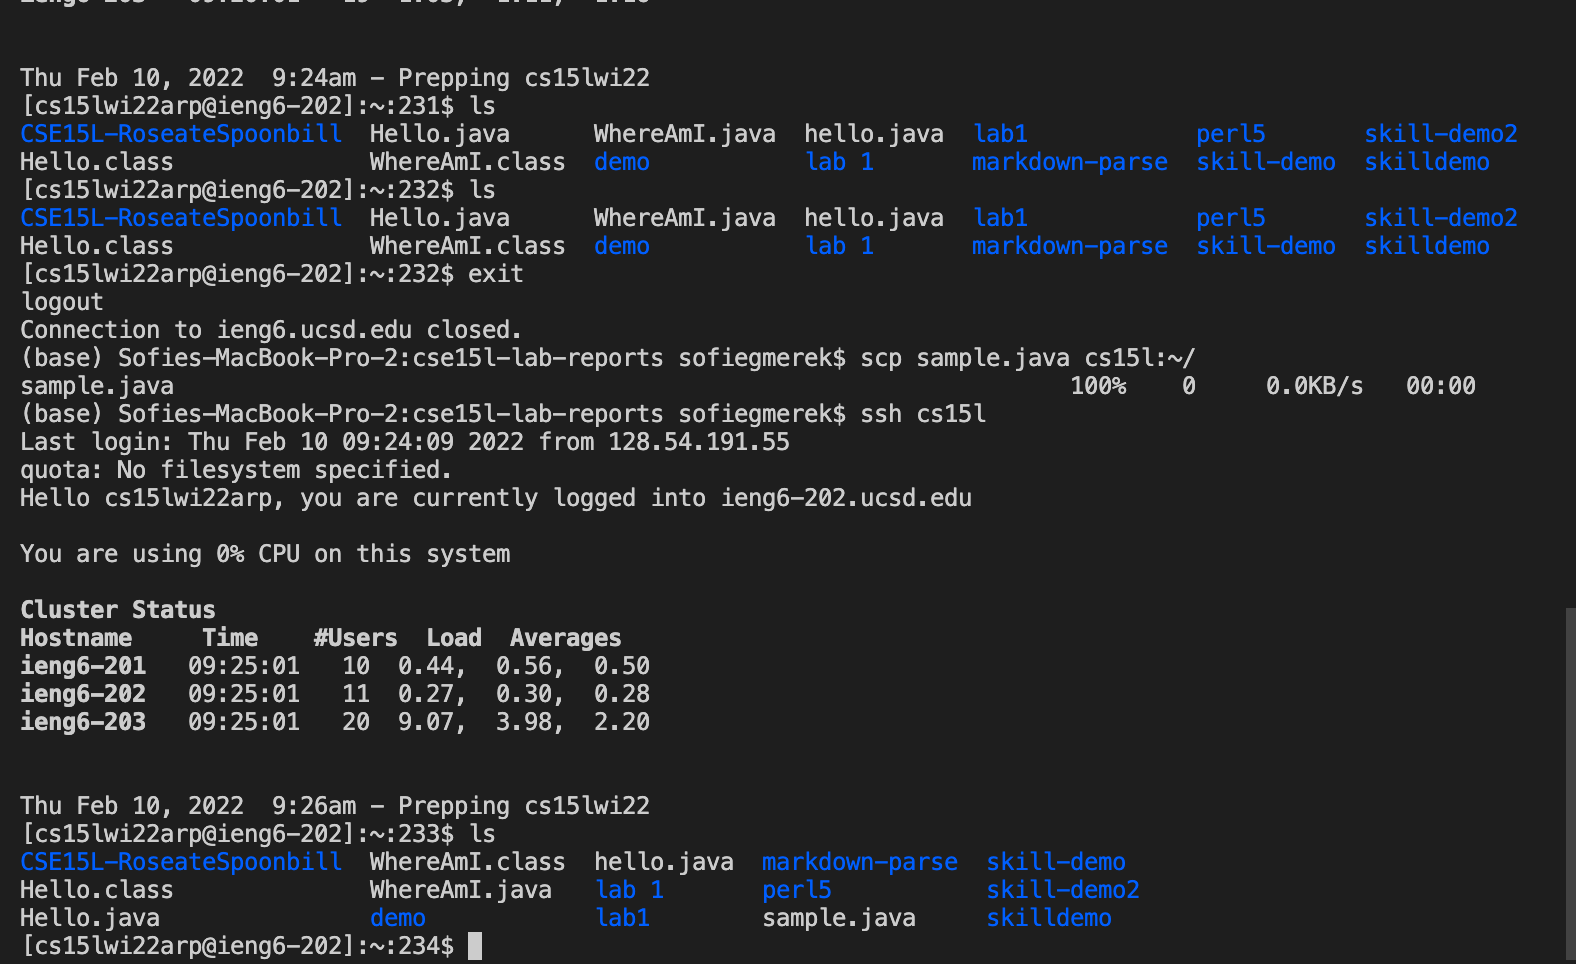 Thu Feb 10, 2022  9:24am - Prepping cs15lwi22
[cs15lwi22arp@ieng6-202]:~:231$ ls
CSE15L-RoseateSpoonbill  Hello.java      WhereAmI.java  hello.java  lab1           perl5       skill-demo2
Hello.class              WhereAmI.class  demo           lab 1       markdown-parse  skill-demo  skilldemo
[cs15lwi22arp@ieng6-202]:~:232$ ls
CSE15L-RoseateSpoonbill  Hello.java      WhereAmI.java  hello.java  lab1           perl5       skill-demo2
Hello.class              WhereAmI.class  demo           lab 1       markdown-parse  skill-demo  skilldemo
[cs15lwi22arp@ieng6-202]:~:232$ exit
logout
Connection to ieng6.ucsd.edu closed.
(base) Sofies-MacBook-Pro-2:cse15l-lab-reports sofiegmerek$ scp sample.java cs15l:~/
sample.java                                                                100%    0     0.0KB/s   00:00
(base) Sofies-MacBook-Pro-2:cse15l-lab-reports sofiegmerek$ ssh cs15l
Last login: Thu Feb 10 09:24:09 2022 from 128.54.191.55
quota: No filesystem specified.
Hello cs15lwi22arp, you are currently logged into ieng6-202.ucsd.edu
You are using 0% CPU on this system
Cluster Status
Hostname     Time    #Users  Load  Averages
ieng6-201   09:25:01   10  0.44,  0.56,  0.50
ieng6-202   09:25:01   11  0.27,  0.30,  0.28
ieng6-203   09:25:01   20  9.07,  3.98,  2.20
Thu Feb 10, 2022  9:26am - Prepping cs15lwi22
[cs15lwi22arp@ieng6-202]:~:233$ ls
CSE15L-RoseateSpoonbill  WhereAmI.class  hello.java  markdown-parse  skill-demo
Hello.class              WhereAmI.java   lab 1       perl5           skill-demo2
Hello.java               demo            lab1        sample.java     skilldemo
[cs15lwi22arp@ieng6-202]:~:234$